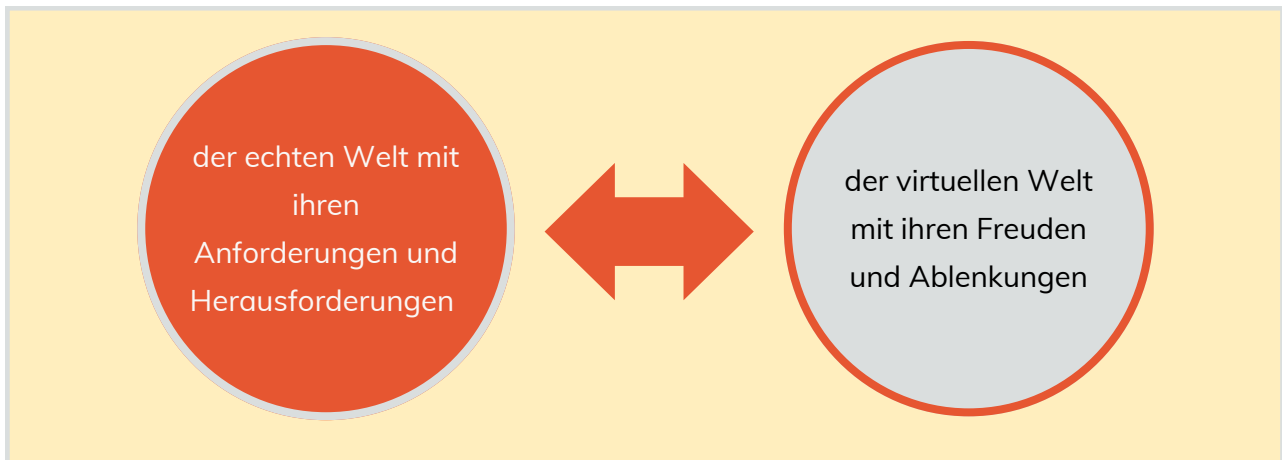 der echten Welt mit
ihren
Anforderungen und
Herausforderungen
der virtuellen Welt
mit ihren Freuden
und Ablenkungen